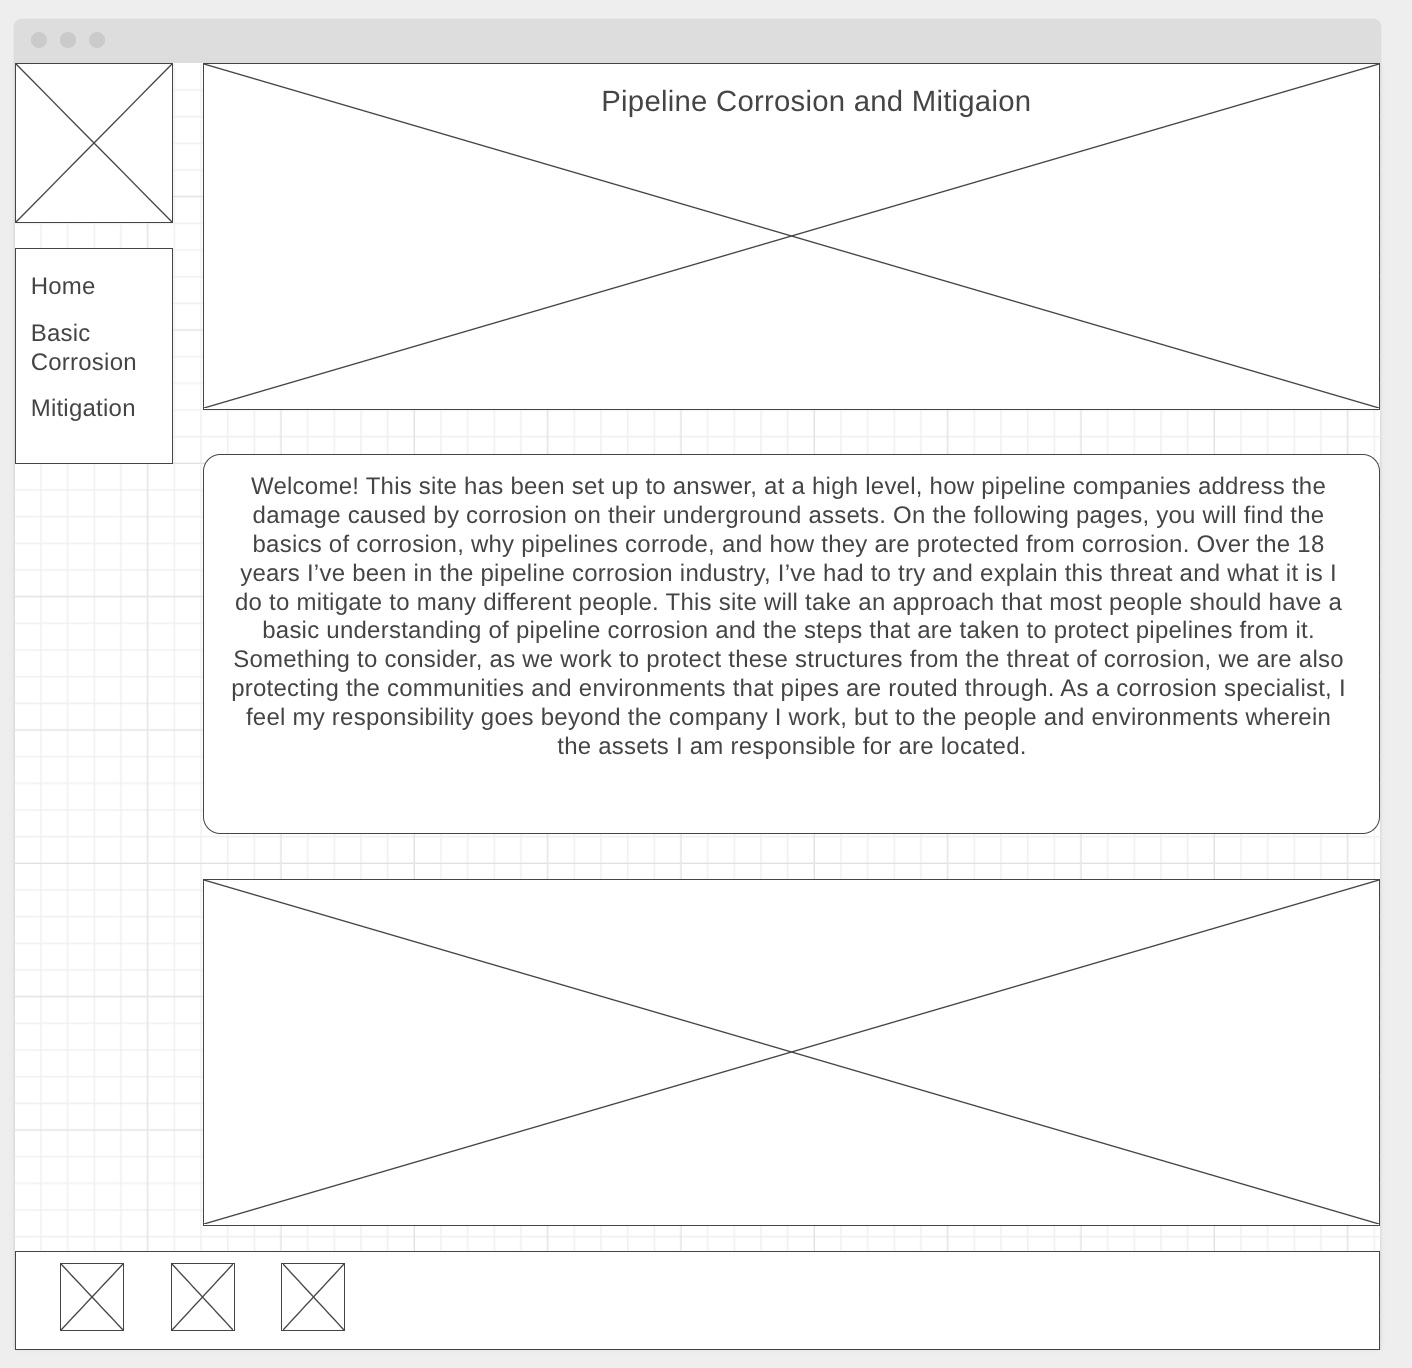 Pipeline Corrosion and Mitigaion
Home
Basic
Corrosion
Mitigation
Welcome! This site has been set up to answer, at a high level, how pipeline companies address the
damage caused by corrosion on their underground assets. On the following pages, you will find the
basics of corrosion, why pipelines corrode, and how they are protected from corrosion. Over the 18
years I’ve been in the pipeline corrosion industry, I’ve had to try and explain this threat and what it is I
do to mitigate to many different people. This site will take an approach that most people should have a
basic understanding of pipeline corrosion and the steps that are taken to protect pipelines from it.
Something to consider, as we work to protect these structures from the threat of corrosion, we are also
protecting the communities and environments that pipes are routed through. As a corrosion specialist, I
feel my responsibility goes beyond the company I work, but to the people and environments wherein
the assets I am responsible for are located.